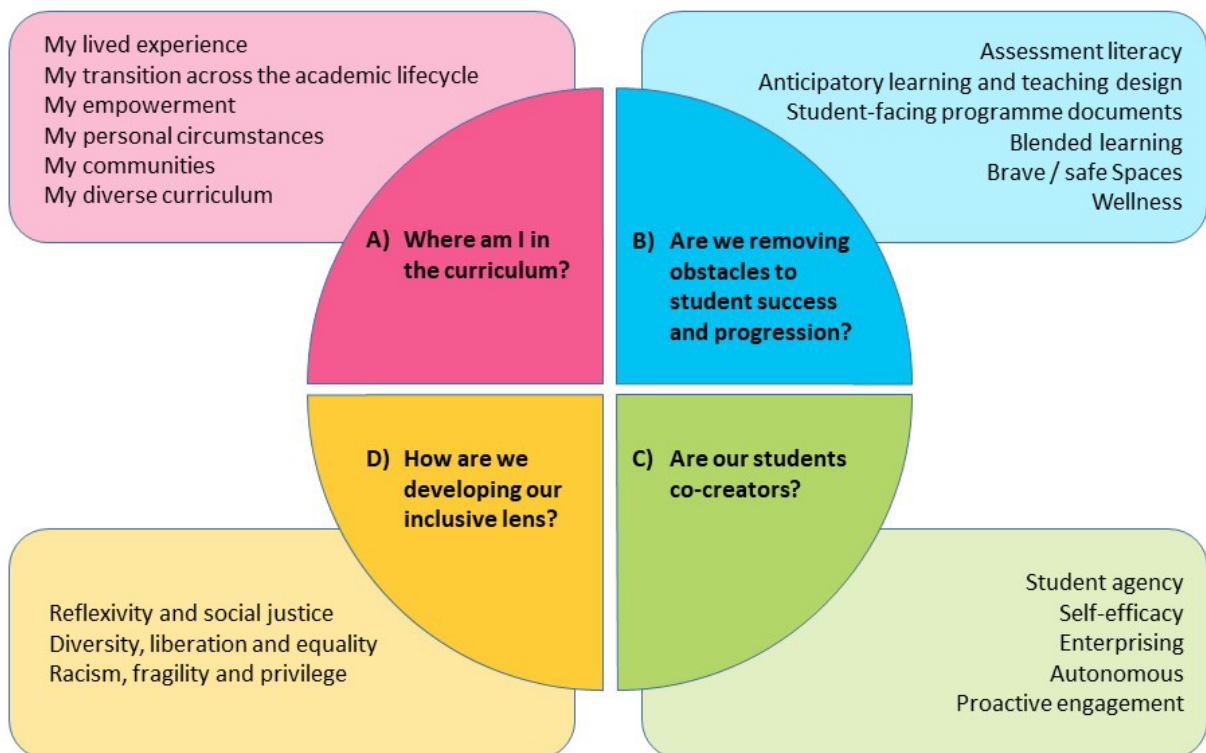 My lived experience
My transition across the academic lifecycle
My empowerment
My personal circumstances
My communities
My diverse curriculum
Assessment literacy
Anticipatory learning and teaching design
Student-facing programme documents
Blended learning
Brave / safe Spaces
Wellness
A) Where am I in
the curriculum?
B) Are we removing
obstacles to
student success
and progression?
D) How are we
developing our
inclusive lens?
C) Are our students
co-creators?
Reflexivity and social justice
Diversity, liberation and equality
Racism, fragility and privilege
Student agency
Self-efficacy
Enterprising
Autonomous
Proactive engagement